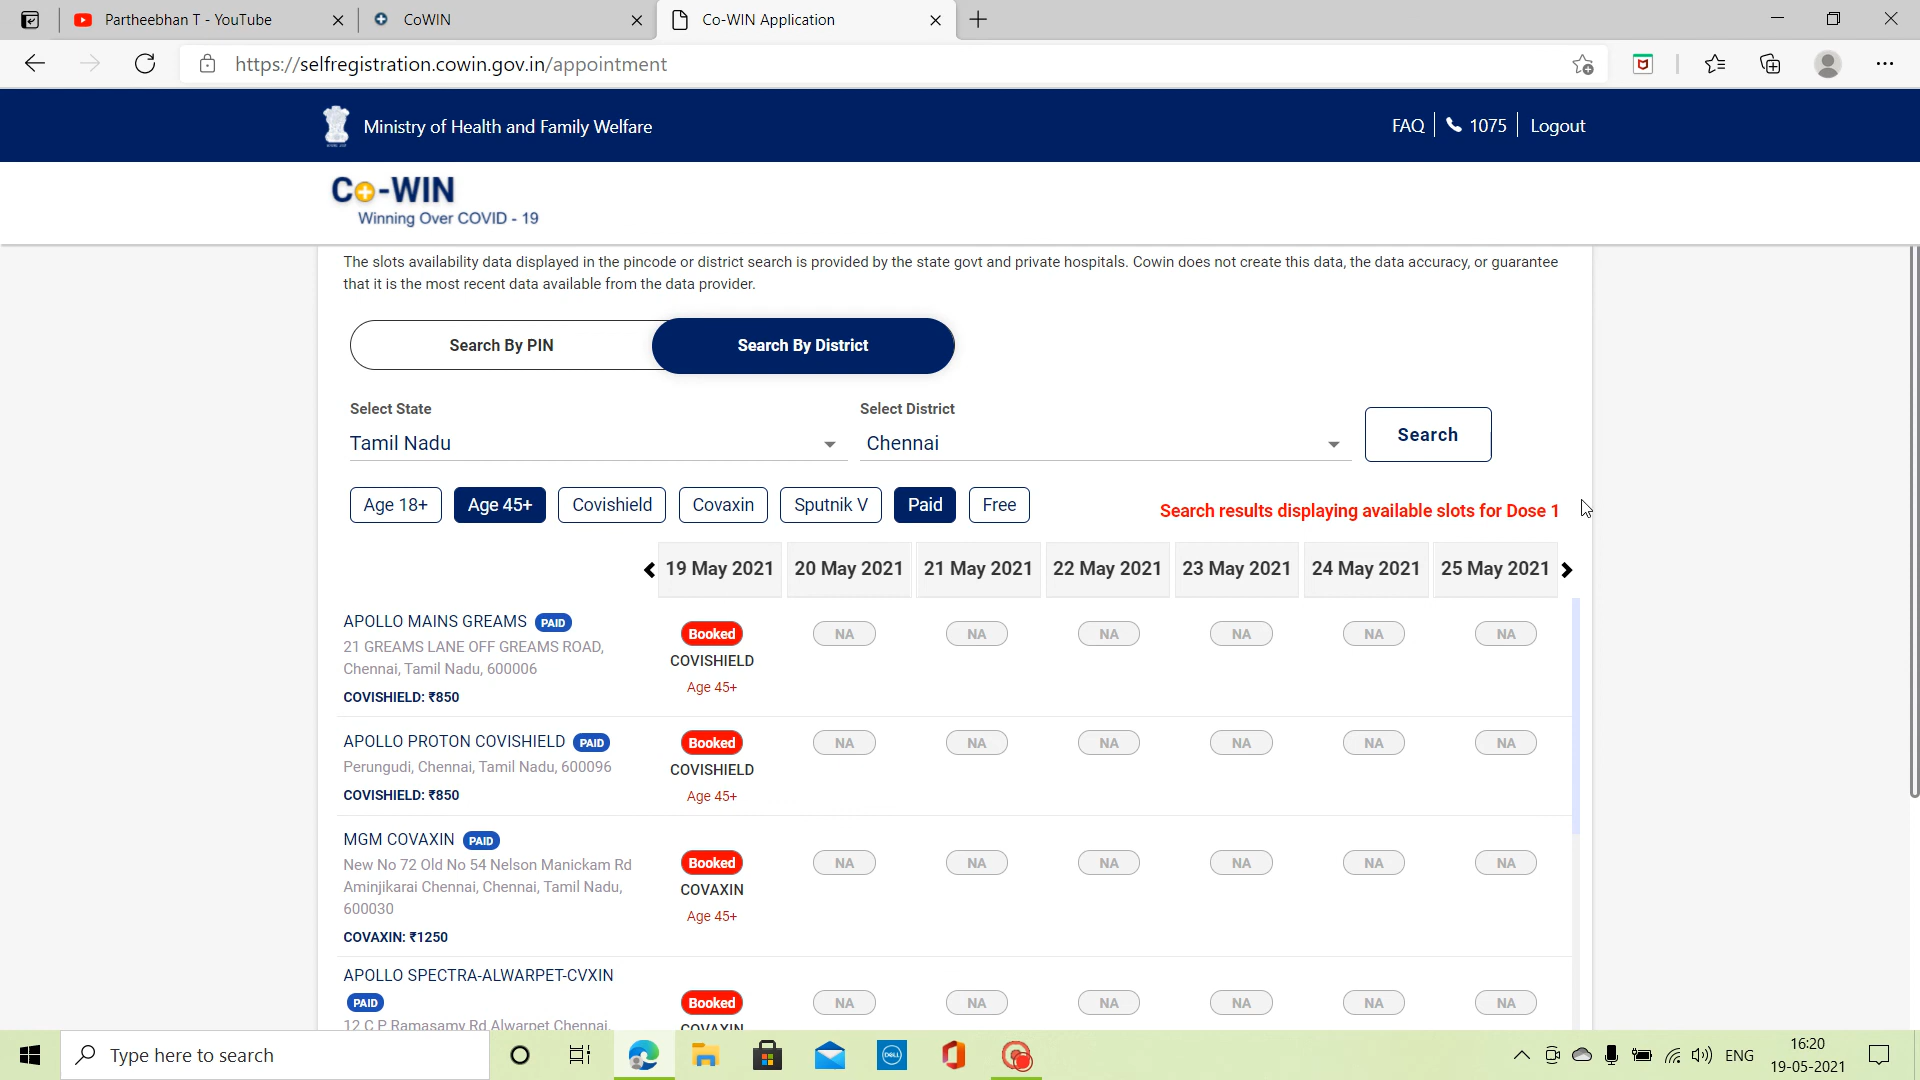 Partheebhan T - YouTube
CoWIN
Co-WIN Application
https://selfregistration.cowin.gov.in/appointment
Ministry of Health and Family Welfare
FAQ
1075
Logout
Co-WIN
Winning Over COVID - 19
The slots availability data displayed in the pincode or district search is provided by the state govt and private hospitals. Cowin does not create this data, the data accuracy, or guarantee
that it is the most recent data available from the data provider.
Search By PIN
Search By District
Select State
Select District
Tamil Nadu
Chennai
Search
Age 18+
Age 45+
Covishield
Covaxin
Sputnik V
Paid
Free
Search results displaying available slots for Dose 1
19 May 2021
20 May 2021
21 May 2021
22 May 2021
23 May 2021
24 May 2021
25 May 2021
APOLLO MAINS GREAMS PAID
21 GREAMS LANE OFF GREAMS ROAD,
Chennai, Tamil Nadu, 600006
COVISHIELD: ₹850
Booked
COVISHIELD
Age 45+
NA
NA
NA
NA
NA
NA
APOLLO PROTON COVISHIELD PAID
Perungudi, Chennai, Tamil Nadu, 600096
COVISHIELD: ₹850
Booked
COVISHIELD
Age 45+
NA
NA
NA
NA
NA
NA
MGM COVAXIN PAID
New No 72 Old No 54 Nelson Manickam Rd
Aminjikarai Chennai, Chennai, Tamil Nadu,
600030
COVAXIN: ₹1250
Booked
COVAXIN
Age 45+
NA
NA
NA
NA
NA
NA
APOLLO SPECTRA-ALWARPET-CVXIN
PAID
12 C P Ramasamy Rd Alwarpet Chennai,
Booked
COVAXIN
NA
NA
NA
NA
NA
NA
Type here to search
DELL
ENG
16:20
19-05-2021